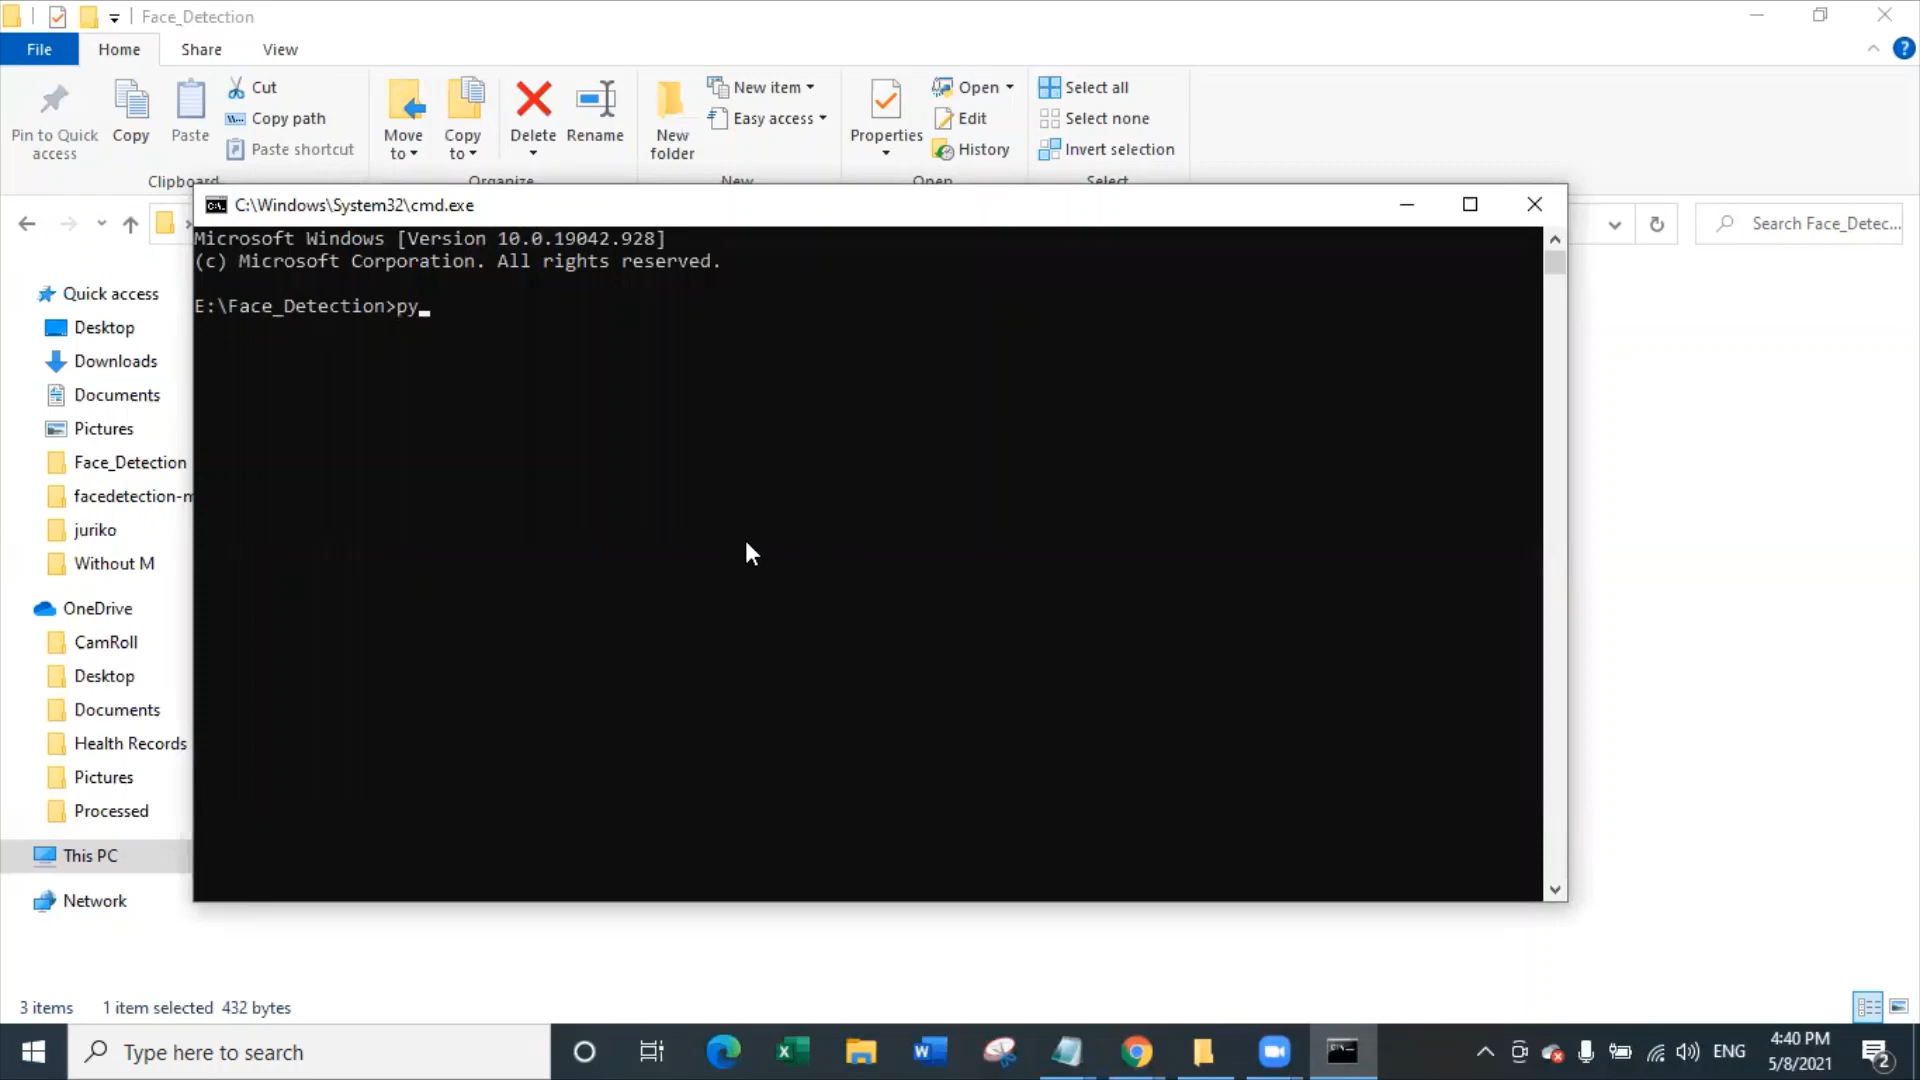 Face_Detection
File
Home
Share
View
Pin to Quick access
Copy
Paste
Cut
Copy path
Paste shortcut
Clipboard
Move to
Copy to
Delete
Rename
Organize
New folder
New item
Easy access
New
Properties
Open
Edit
History
Open
Select all
Select none
Invert selection
Select
Search Face_Detec...
C:\Windows\System32\cmd.exe
Microsoft Windows [Version 10.0.19042.928]
(c) Microsoft Corporation. All rights reserved.
E:\Face_Detection>py_
Quick access
Desktop
Downloads
Documents
Pictures
Face_Detection
facedetection-m
juriko
Without M
OneDrive
CamRoll
Desktop
Documents
Health Records
Pictures
Processed
This PC
Network
3 items
1 item selected 432 bytes
Type here to search
ENG
4:40 PM
5/8/2021
2